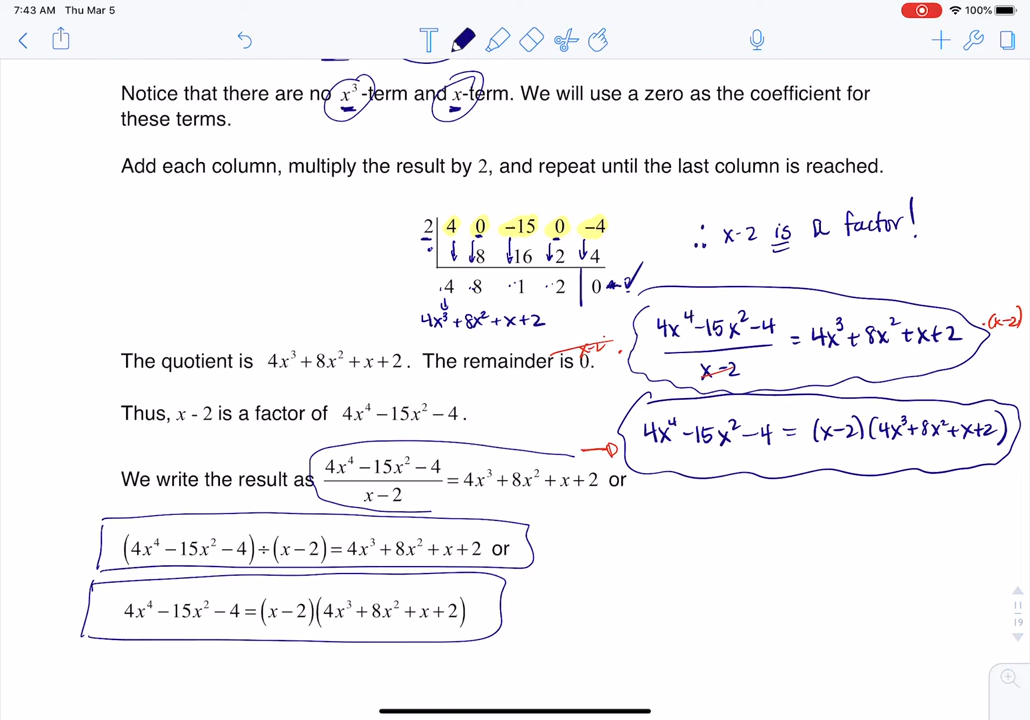 7:43 AM Thu Mar 5
100%
Notice that there are no x³-term and x-term. We will use a zero as the coefficient for
these terms.
Add each column, multiply the result by 2, and repeat until the last column is reached.
2 4 0 -15 0 -4
8 16 2 4
4 8 1 2 0
4x³+8x²+x+2
∴ x-2 is a factor!
4x⁴-15x²-4
x-2
= 4x³+8x²+x+2 ·(x-2)
The quotient is 4x³+8x²+x+2. The remainder is 0.
Thus, x - 2 is a factor of 4x⁴-15x²-4.
4x⁴-15x²-4 = (x-2)(4x³+8x²+x+2)
We write the result as (4x⁴-15x²-4)/(x-2) = 4x³+8x²+x+2 or
(4x⁴-15x²-4)÷(x-2)=4x³+8x²+x+2 or
4x⁴-15x²-4=(x-2)(4x³+8x²+x+2)
11
19